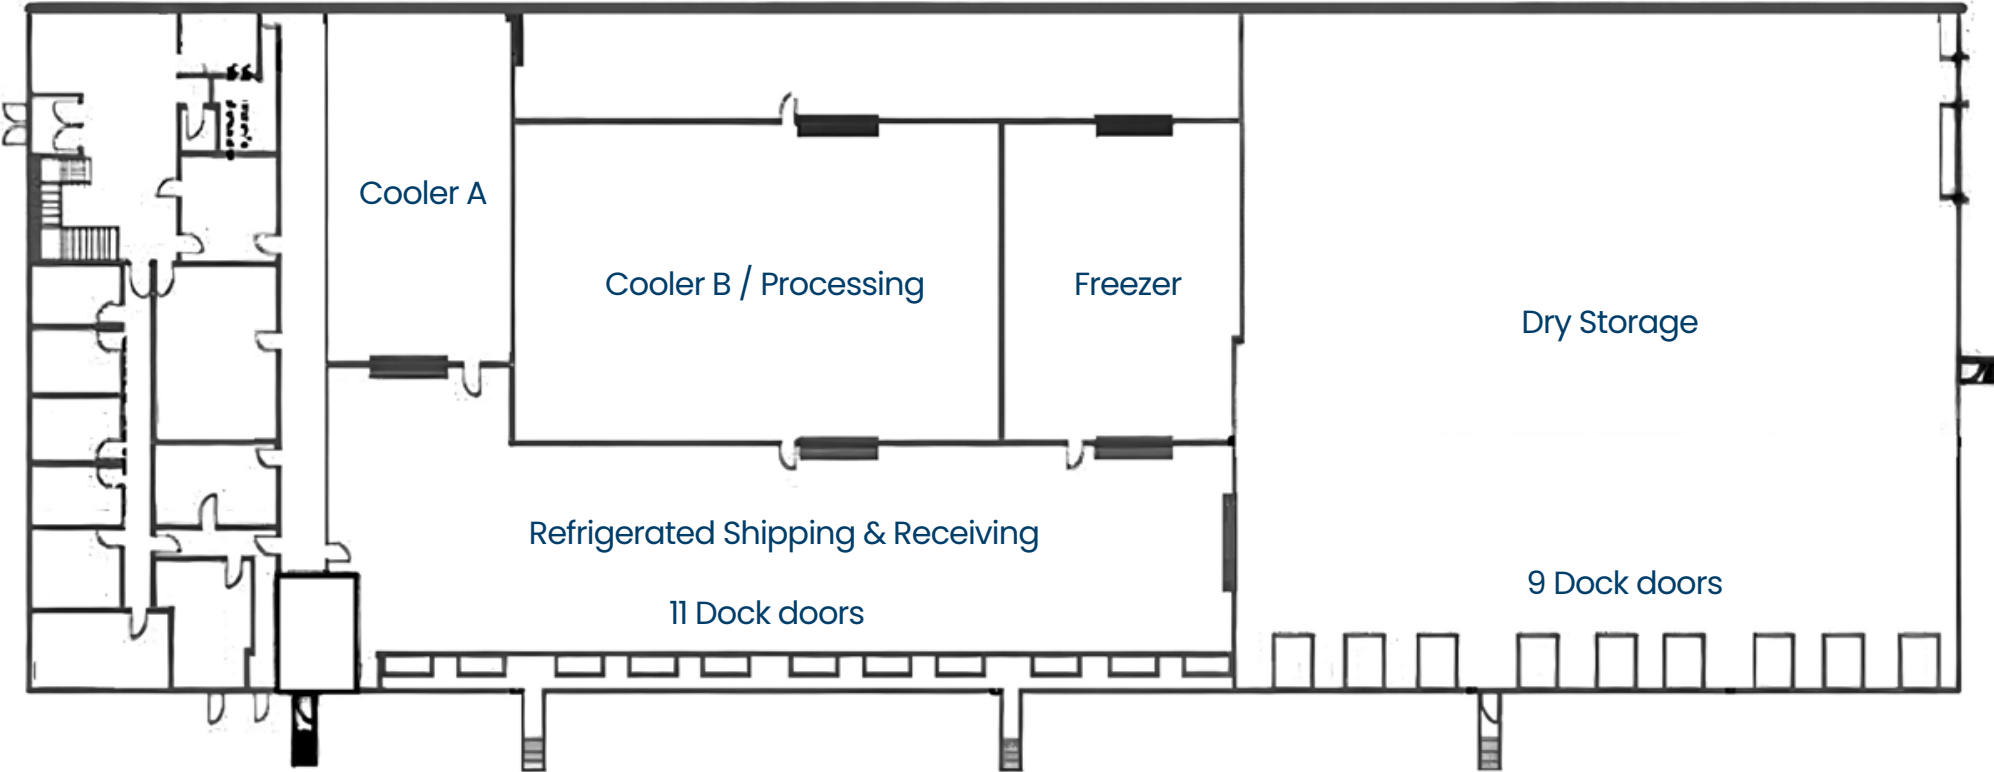 Cooler A
Cooler B / Processing
Freezer
Dry Storage
Refrigerated Shipping & Receiving
11 Dock doors
9 Dock doors